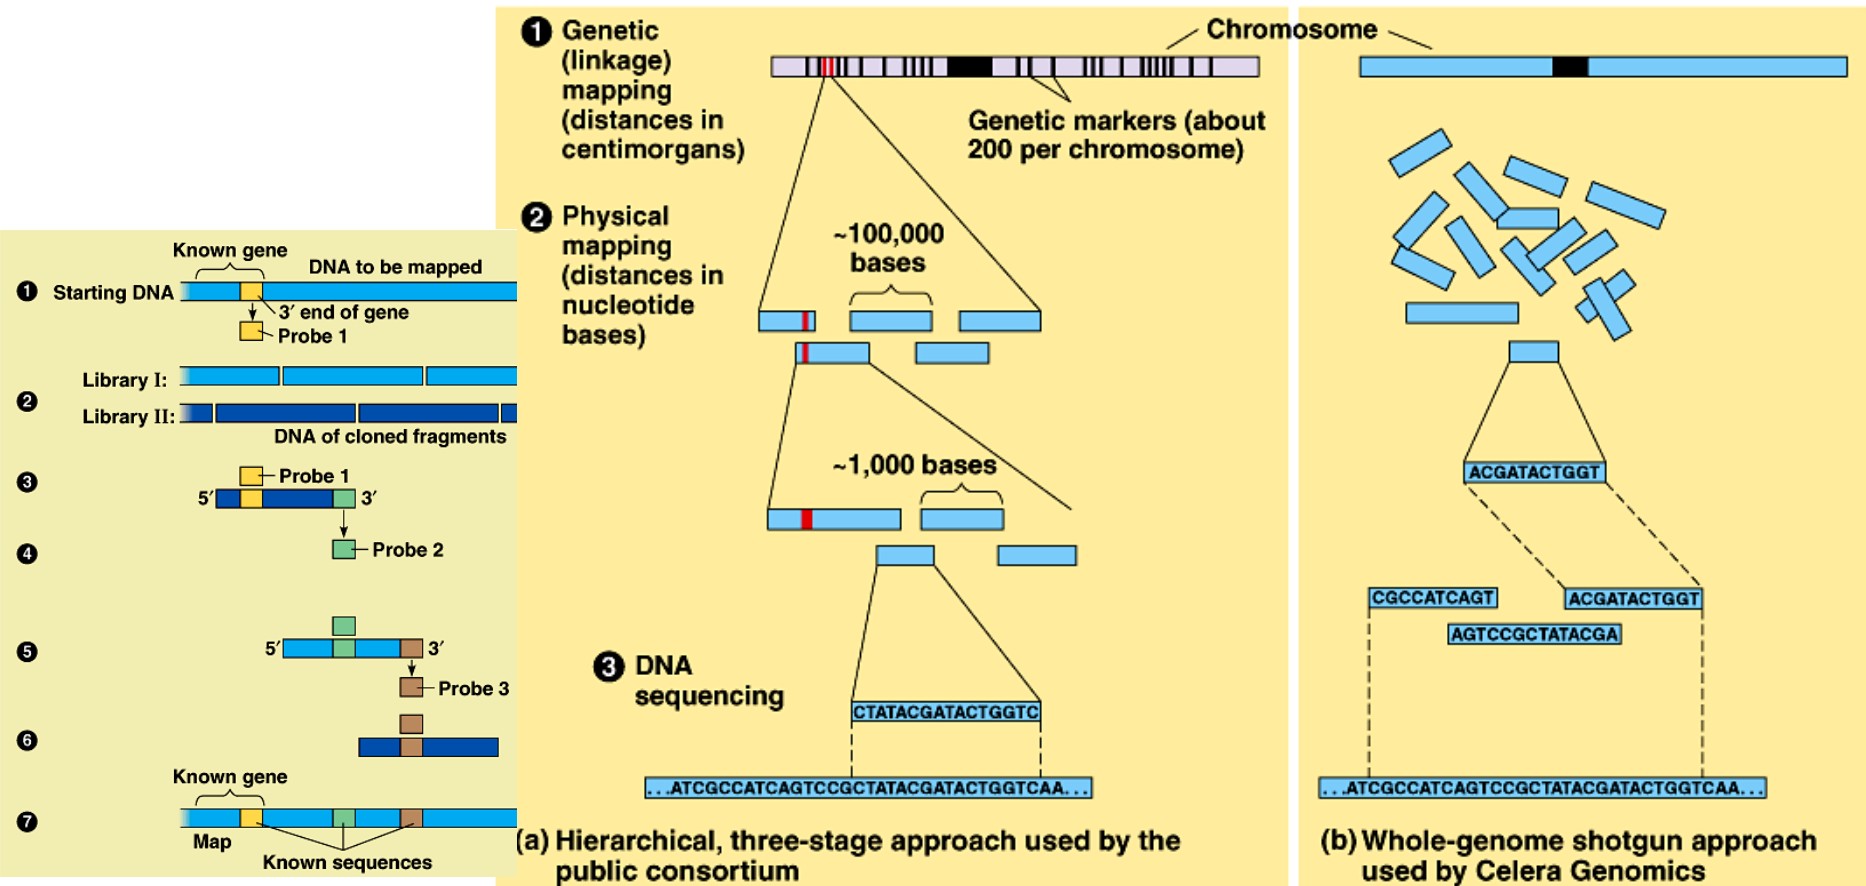 Known gene
DNA to be mapped
1 Starting DNA
3′ end of gene
Probe 1
Library I:
2
Library II:
DNA of cloned fragments
3 Probe 1
5′ 3′
4 Probe 2
5 5′ 3′
Probe 3
6
Known gene
7
Map
Known sequences
1 Genetic
(linkage)
mapping
(distances in
centimorgans)
Chromosome
Genetic markers (about
200 per chromosome)
2 Physical
mapping
(distances in
nucleotide
bases)
~100,000
bases
~1,000 bases
3 DNA
sequencing
CTATACGATACTGGTC
...ATCGCCATCAGTCCGCTATACGATACTGGTCAA...
(a) Hierarchical, three-stage approach used by the
public consortium
ACGATACTGGT
CGCCATCAGT
ACGATACTGGT
AGTCCGCTATACGA
...ATCGCCATCAGTCCGCTATACGATACTGGTCAA...
(b) Whole-genome shotgun approach
used by Celera Genomics